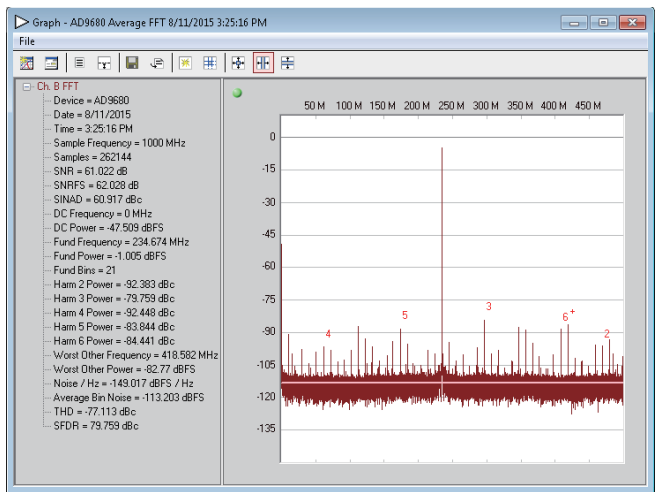 Graph - AD9680 Average FFT 8/11/2015 3:25:16 PM
File
Ch. B FFT
Device = AD9680
Date = 8/11/2015
Time = 3:25:16 PM
Sample Frequency = 1000 MHz
Samples = 262144
SNR = 61.022 dB
SNRFS = 62.028 dB
SINAD = 60.917 dBc
DC Frequency = 0 MHz
DC Power = -47.509 dBFS
Fund Frequency = 234.674 MHz
Fund Power = -1.005 dBFS
Fund Bins = 21
Harm 2 Power = -92.383 dBc
Harm 3 Power = -79.759 dBc
Harm 4 Power = -92.448 dBc
Harm 5 Power = -83.844 dBc
Harm 6 Power = -84.441 dBc
Worst Other Frequency = 418.582 MHz
Worst Other Power = -82.77 dBFS
Noise / Hz = -149.017 dBFS / Hz
Average Bin Noise = -113.203 dBFS
THD = -77.113 dBc
SFDR = 79.759 dBc
50 M 100 M 150 M 200 M 250 M 300 M 350 M 400 M 450 M
0
-15
-30
-45
-60
-75
-90
-105
-120
-135
4 5 3 6 + 2